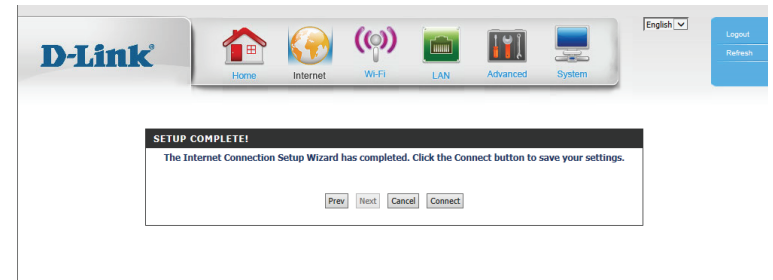 D-Link®
Home
Internet
Wi-Fi
LAN
Advanced
System
English
Logout
Refresh
SETUP COMPLETE!
The Internet Connection Setup Wizard has completed. Click the Connect button to save your settings.
Prev Next Cancel Connect